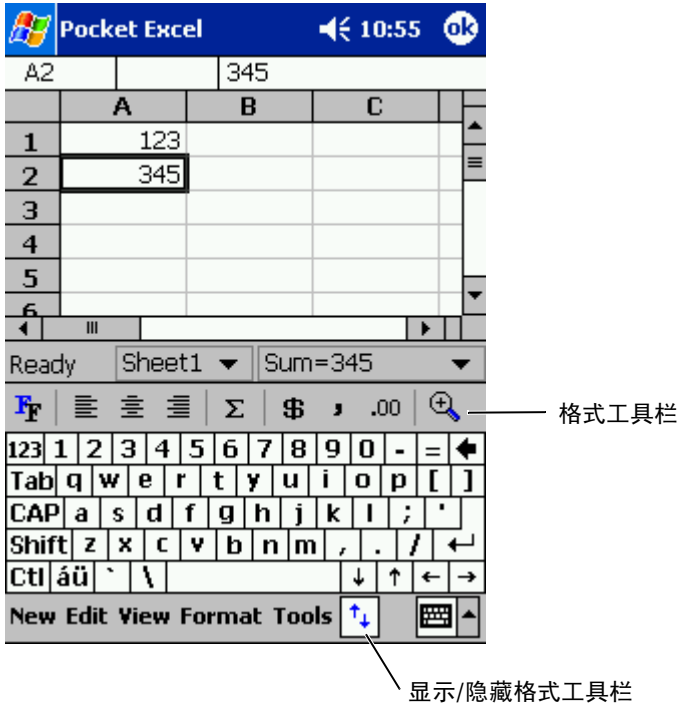 Pocket Excel 10:55 ok
A2 345
A B C
1 123
2 345
3
4
5
6
Ready Sheet1 Sum=345
FF Σ $ , .00
格式工具栏
123 1 2 3 4 5 6 7 8 9 0 - =
Tab q w e r t y u i o p [ ]
CAP a s d f g h j k l ; '
Shift z x c v b n m , . /
Ctl áü ` \ ↓ ↑ ← →
New Edit View Format Tools
显示/隐藏格式工具栏